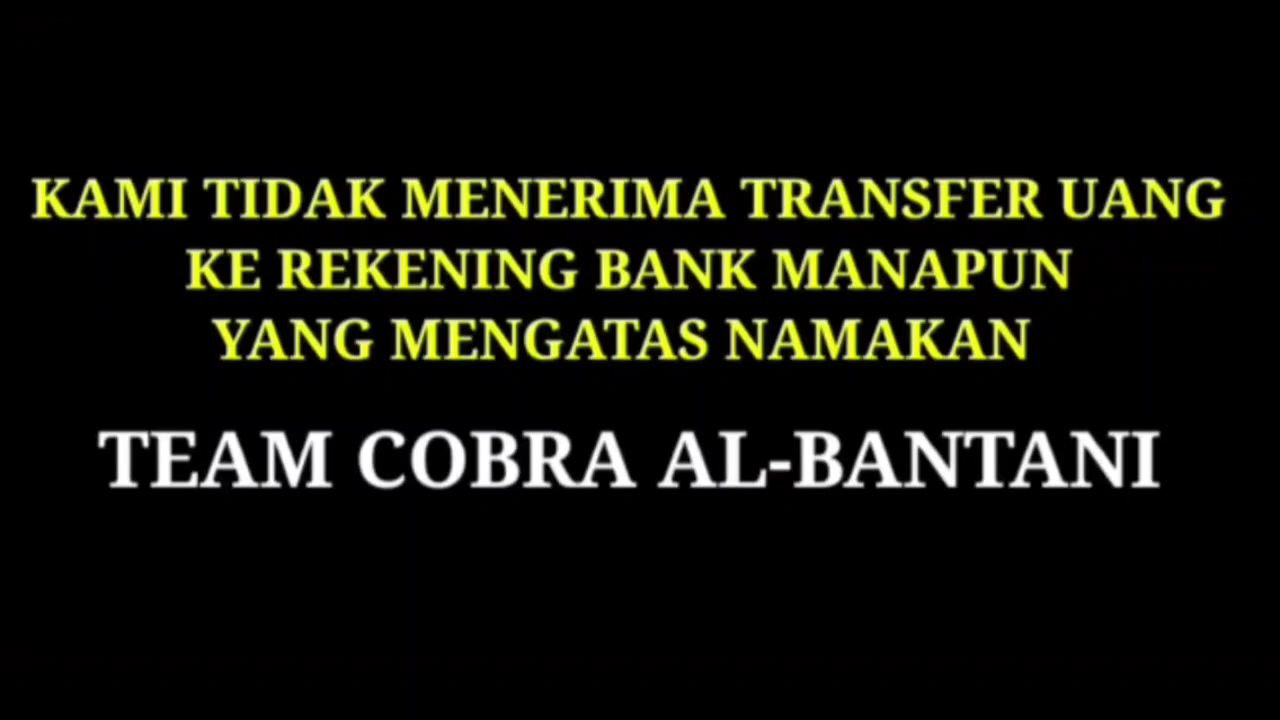 KAMI TIDAK MENERIMA TRANSFER UANG
KE REKENING BANK MANAPUN
YANG MENGATAS NAMAKAN
TEAM COBRA AL-BANTANI